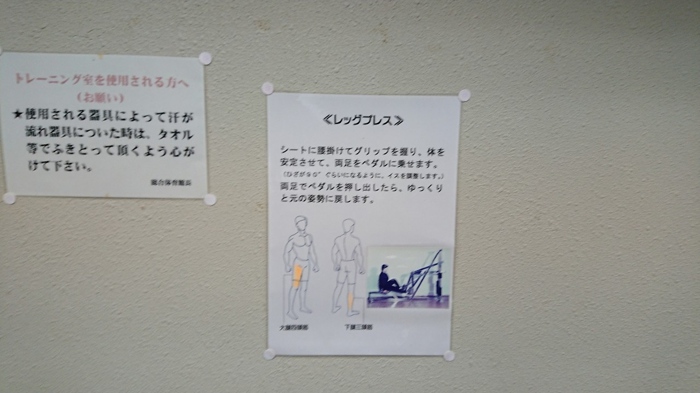 トレーニング室を使用される方へ
(お願い)
★使用される器具によって汗が
流れ器具についた時は、タオル
等でふきとって頂くよう心が
けて下さい。
総合体育館長
≪レッグプレス≫
シートに腰掛けてグリップを握り、体を
安定させて、両足をペダルに乗せます。
(ひざが90°ぐらいになるように、イスを調整します。)
両足でペダルを押し出したら、ゆっくり
と元の姿勢に戻します。
大腿四頭筋
下腿三頭筋